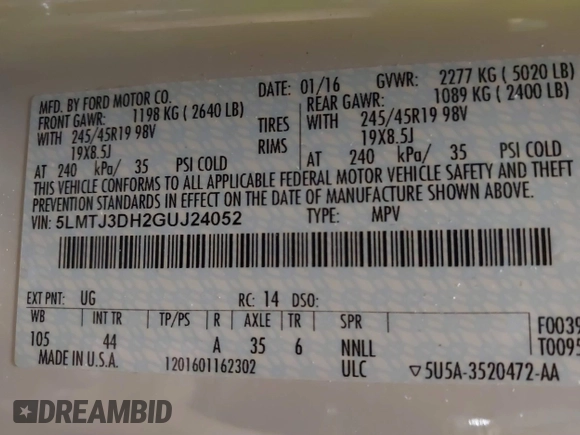 MFD. BY FORD MOTOR CO. DATE: 01/16 GVWR: 2277 KG ( 5020 LB)
FRONT GAWR: 1198 KG ( 2640 LB) REAR GAWR: 1089 KG ( 2400 LB)
WITH 245/45R19 98V TIRES WITH 245/45R19 98V
19X8.5J RIMS 19X8.5J
AT 240 kPa/ 35 PSI COLD AT 240 kPa/ 35 PSI COLD
THIS VEHICLE CONFORMS TO ALL APPLICABLE FEDERAL MOTOR VEHICLE SAFETY AND THEFT
PREVENTION STANDARDS IN EFFECT ON THE DATE OF MANUFACTURE SHOWN ABOVE.
VIN: 5LMTJ3DH2GUJ24052 TYPE: MPV
EXT PNT: UG RC: 14 DSO:
WB INT TR TP/PS R AXLE TR SPR F0039
105 44 A 35 6 NNLL T0095
MADE IN U.S.A. 1201601162302 ULC ▽5U5A-3520472-AA
DREAMBID